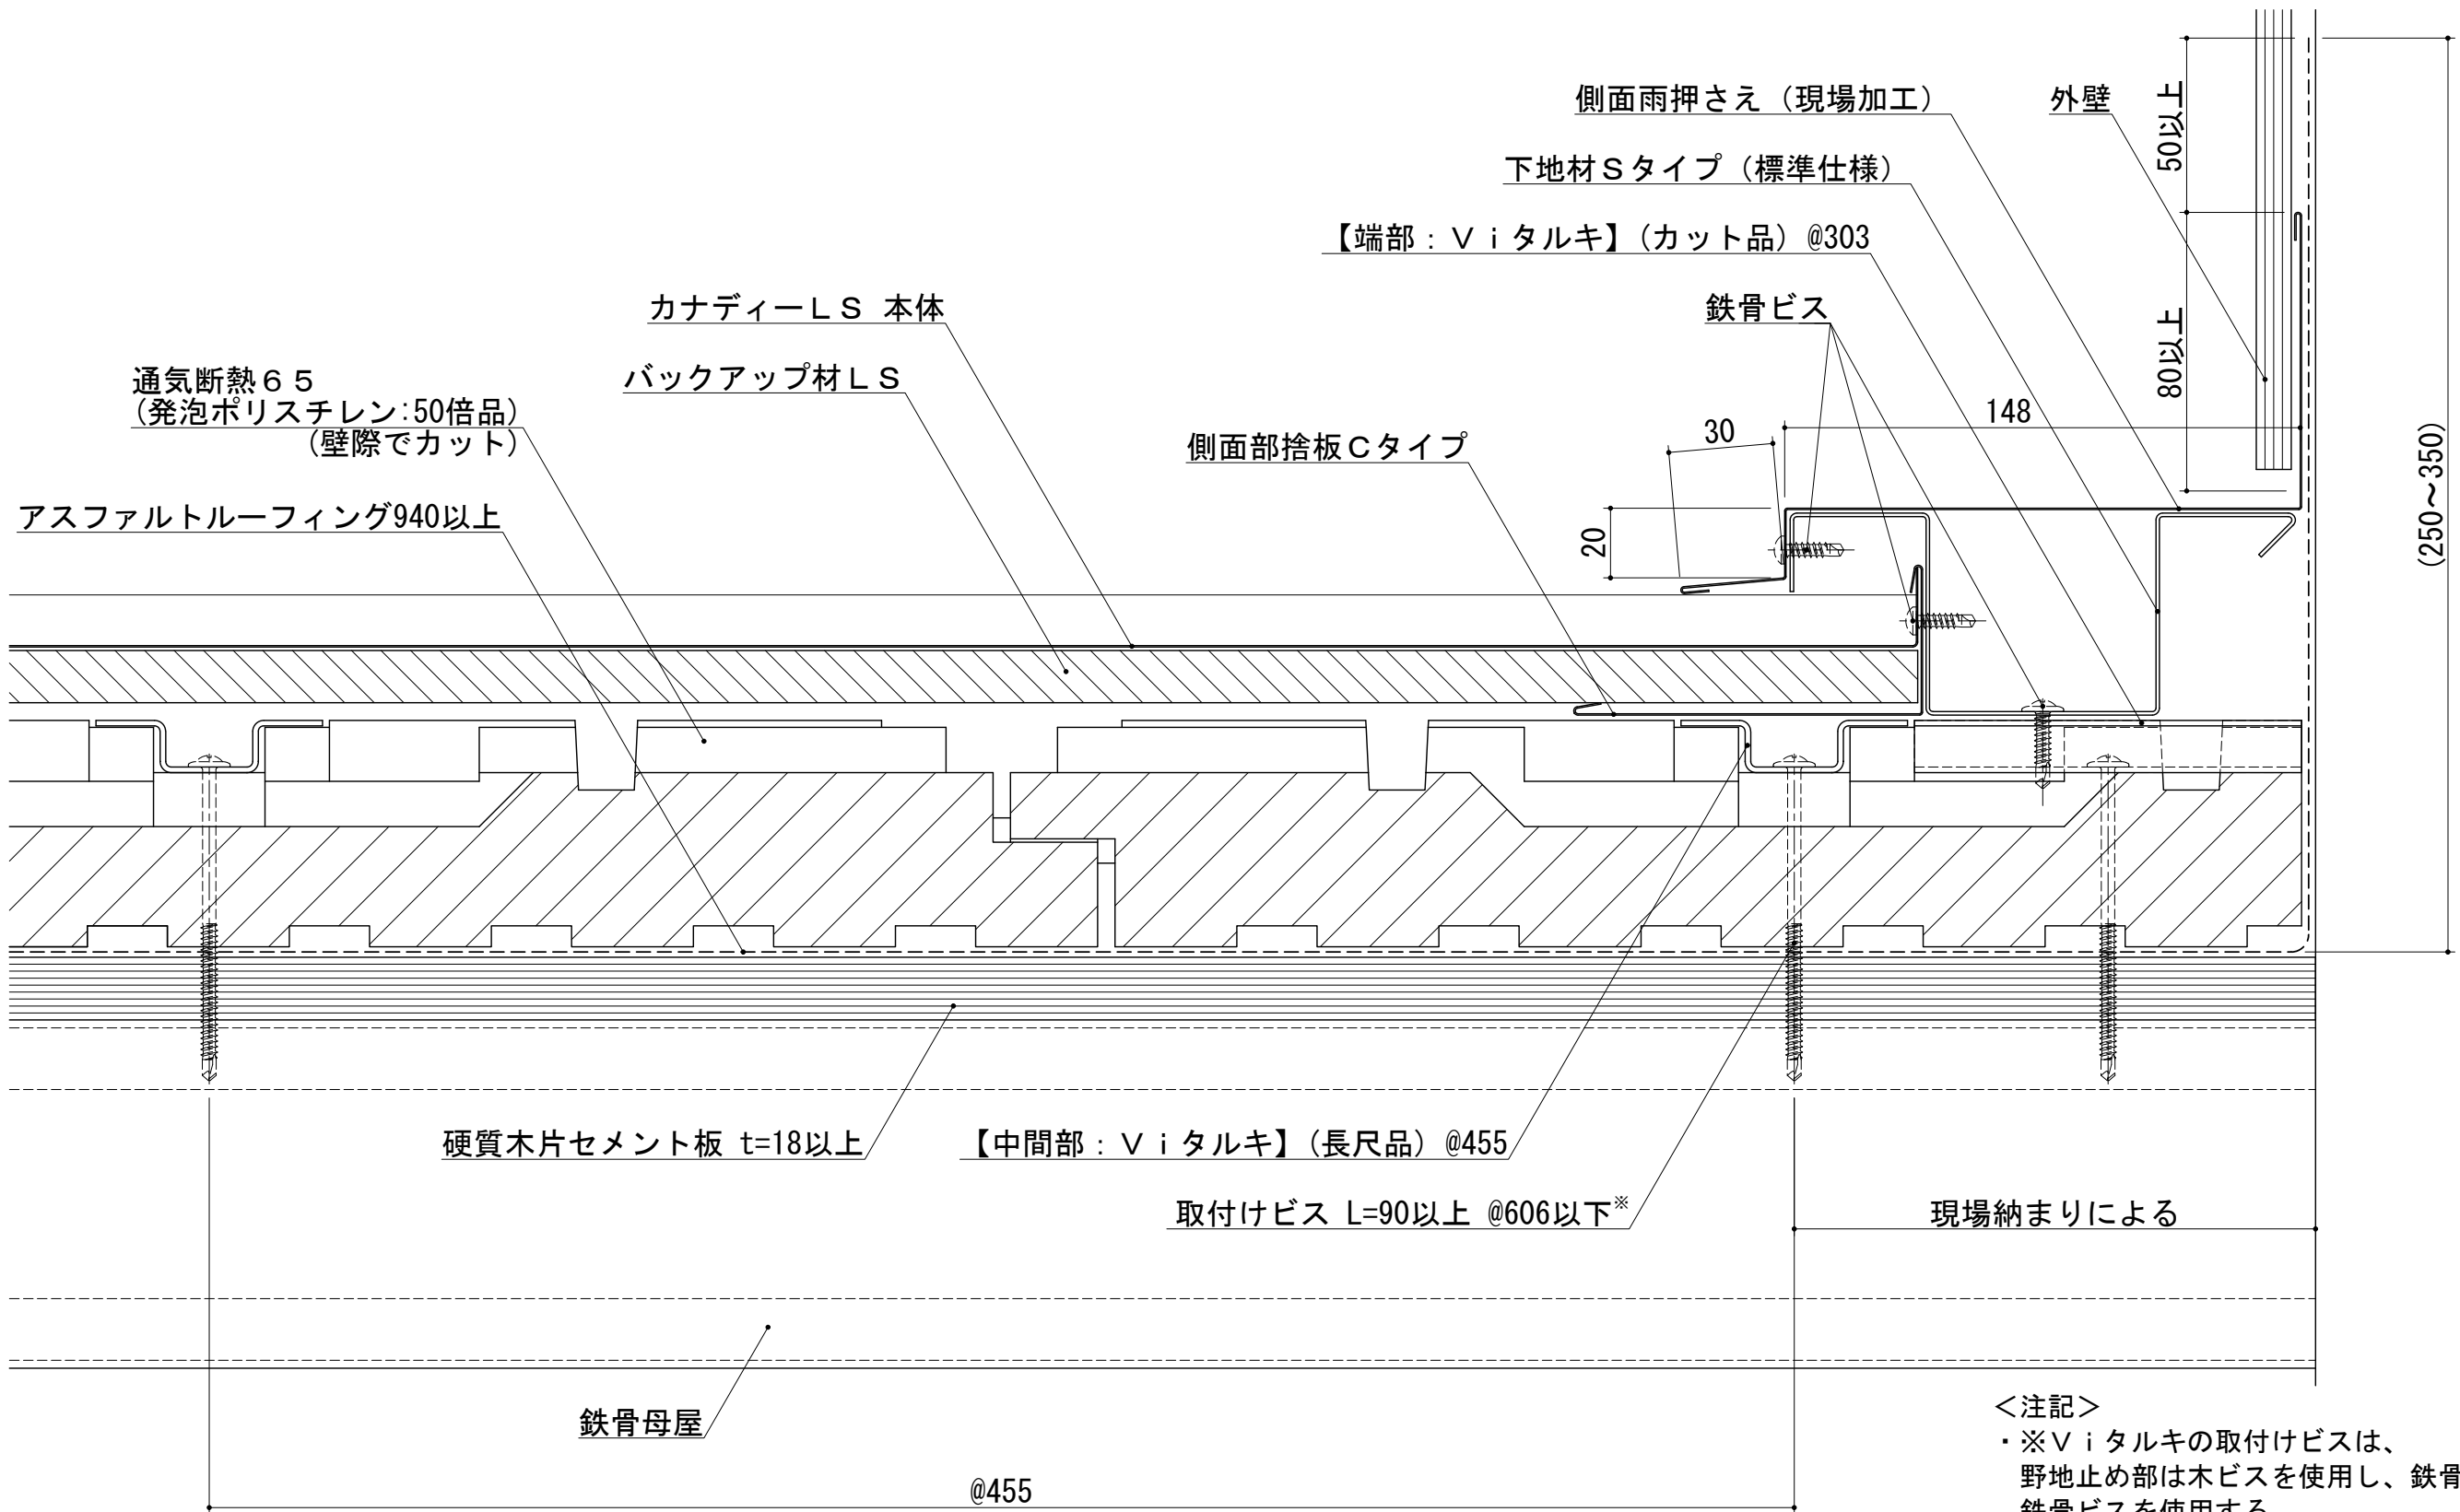 側面雨押さえ（現場加工）
外壁
50以上
下地材Ｓタイプ（標準仕様）
【端部：Ｖｉタルキ】(カット品) @303
カナディーＬＳ 本体
鉄骨ビス
80以上
通気断熱６５
(発泡ポリスチレン:50倍品)
(壁際でカット)
バックアップ材ＬＳ
148
30
側面部捨板Ｃタイプ
(250～350)
アスファルトルーフィング940以上
20
硬質木片セメント板 t=18以上
【中間部：Ｖｉタルキ】(長尺品) @455
取付けビス L=90以上 @606以下※
現場納まりによる
鉄骨母屋
＜注記＞
・※Ｖｉタルキの取付けビスは、
野地止め部は木ビスを使用し、鉄骨
鉄骨ビスを使用する
@455